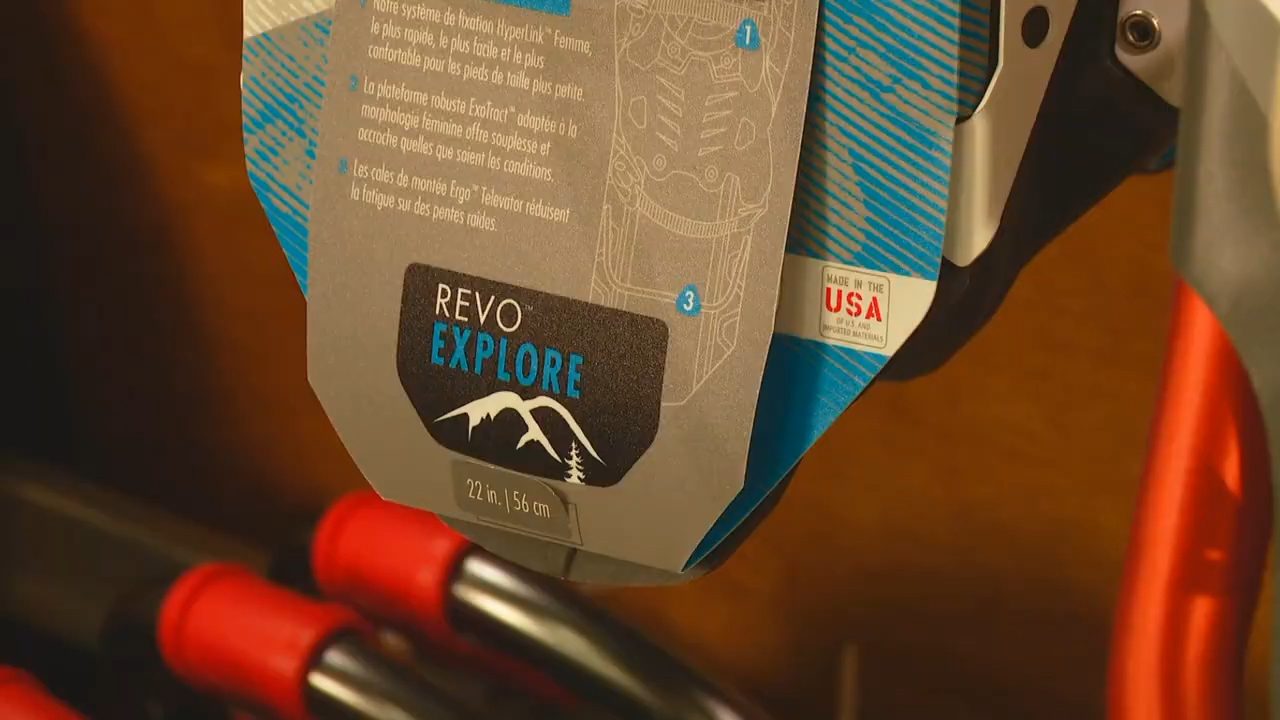 1 Notre système de fixation HyperLink™ Femme,
le plus rapide, le plus facile et le plus
confortable pour les pieds de taille plus petite.
2 La plateforme robuste ExoTract™ adaptée à la
morphologie féminine offre souplesse et
accroche quelles que soient les conditions.
3 Les cales de montée Ergo™ Televator réduisent
la fatigue sur des pentes raides.
1
3
REVO™
EXPLORE
22 in. | 56 cm
MADE IN THE
USA
OF U.S. AND
IMPORTED MATERIALS